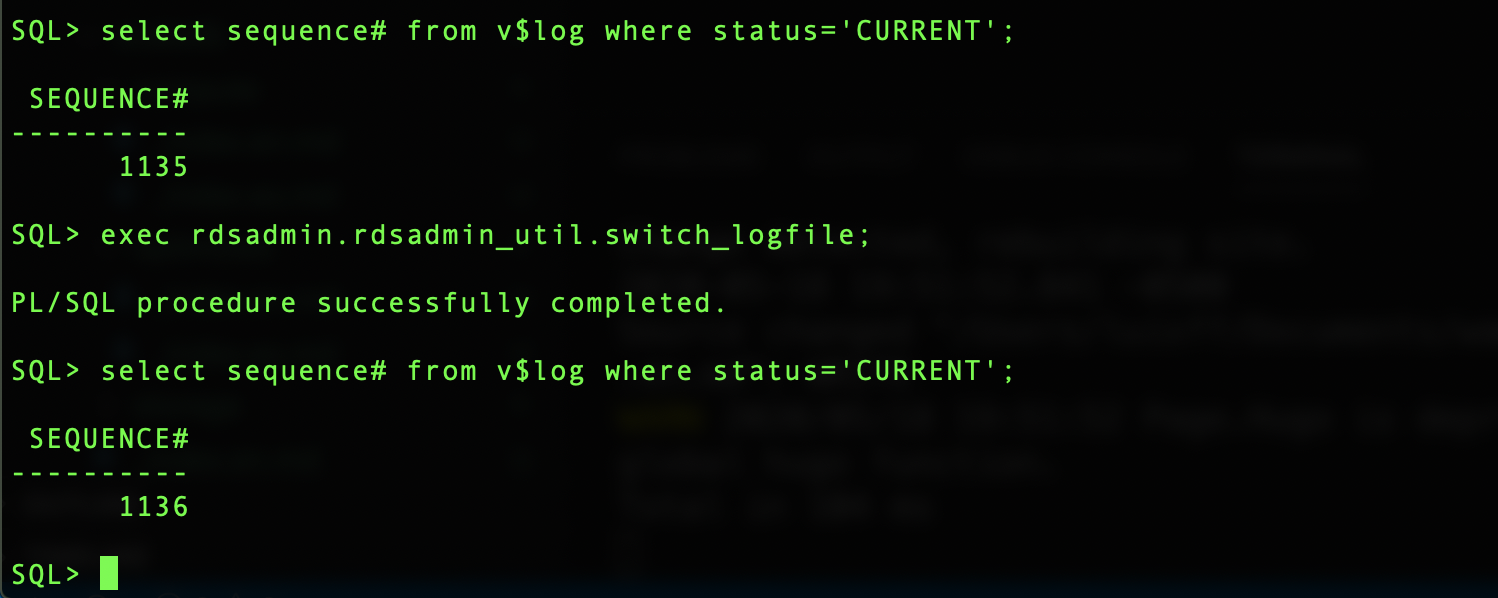 SQL> select sequence# from v$log where status='CURRENT';
SEQUENCE#
----------
1135
SQL> exec rdsadmin.rdsadmin_util.switch_logfile;
PL/SQL procedure successfully completed.
SQL> select sequence# from v$log where status='CURRENT';
SEQUENCE#
----------
1136
SQL>